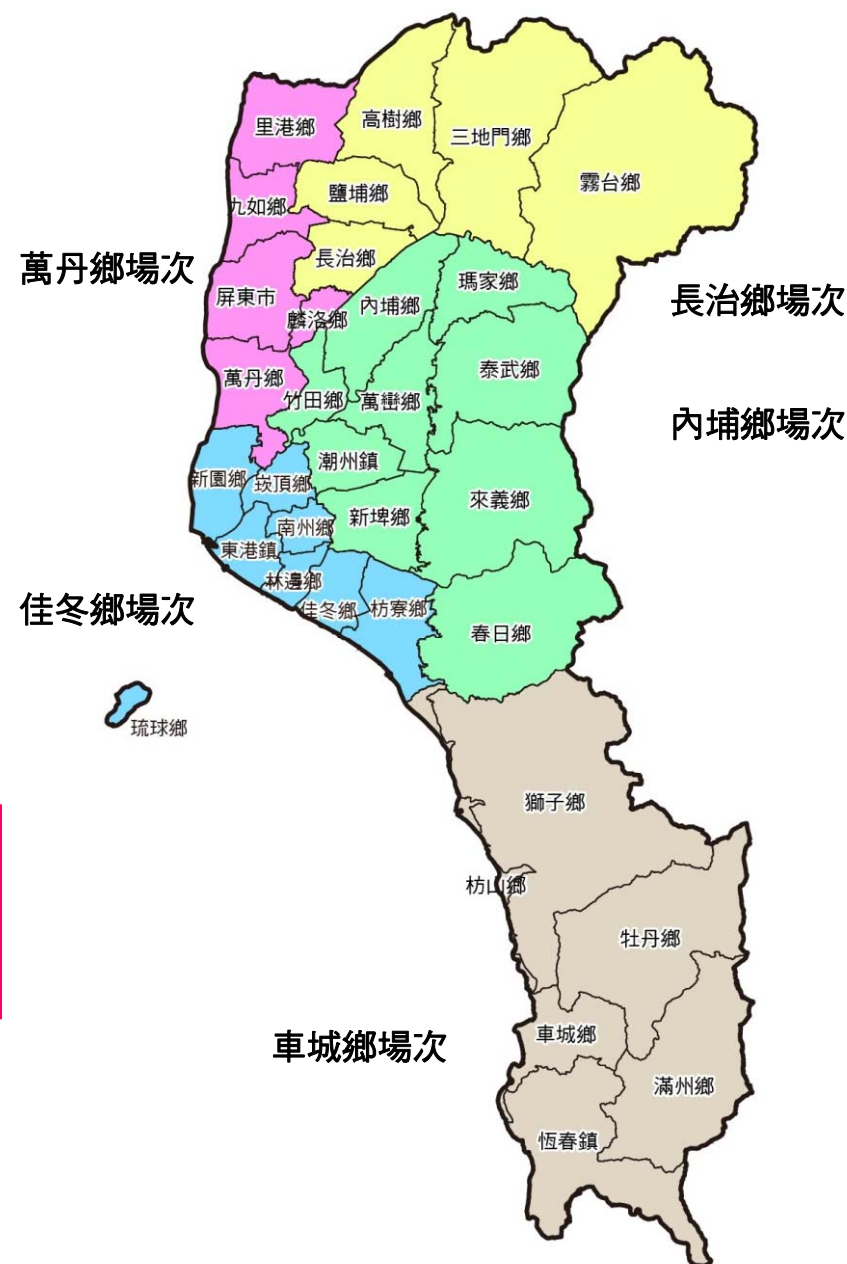 里港鄉
高樹鄉
三地門鄉
霧台鄉
鹽埔鄉
九如鄉
長治鄉
萬丹鄉場次
瑪家鄉
屏東市
長治鄉場次
內埔鄉
麟洛鄉
泰武鄉
萬丹鄉
竹田鄉
萬巒鄉
內埔鄉場次
潮州鎮
新園鄉
崁頂鄉
來義鄉
新埤鄉
南州鄉
東港鎮
林邊鄉
佳冬鄉場次
佳冬鄉
枋寮鄉
春日鄉
琉球鄉
獅子鄉
枋山鄉
牡丹鄉
車城鄉場次
車城鄉
滿州鄉
恆春鎮